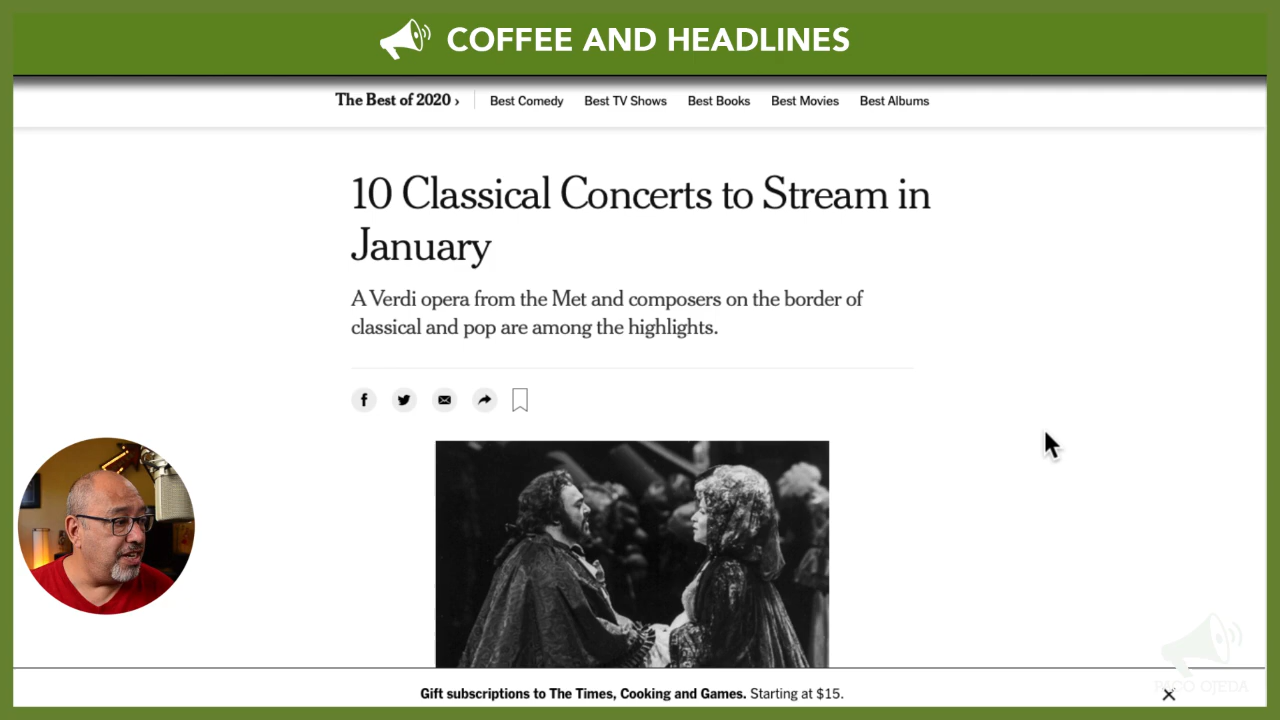 COFFEE AND HEADLINES
The Best of 2020 › Best Comedy Best TV Shows Best Books Best Movies Best Albums
10 Classical Concerts to Stream in
January
A Verdi opera from the Met and composers on the border of
classical and pop are among the highlights.
Gift subscriptions to The Times, Cooking and Games. Starting at $15.
PACO OJEDA